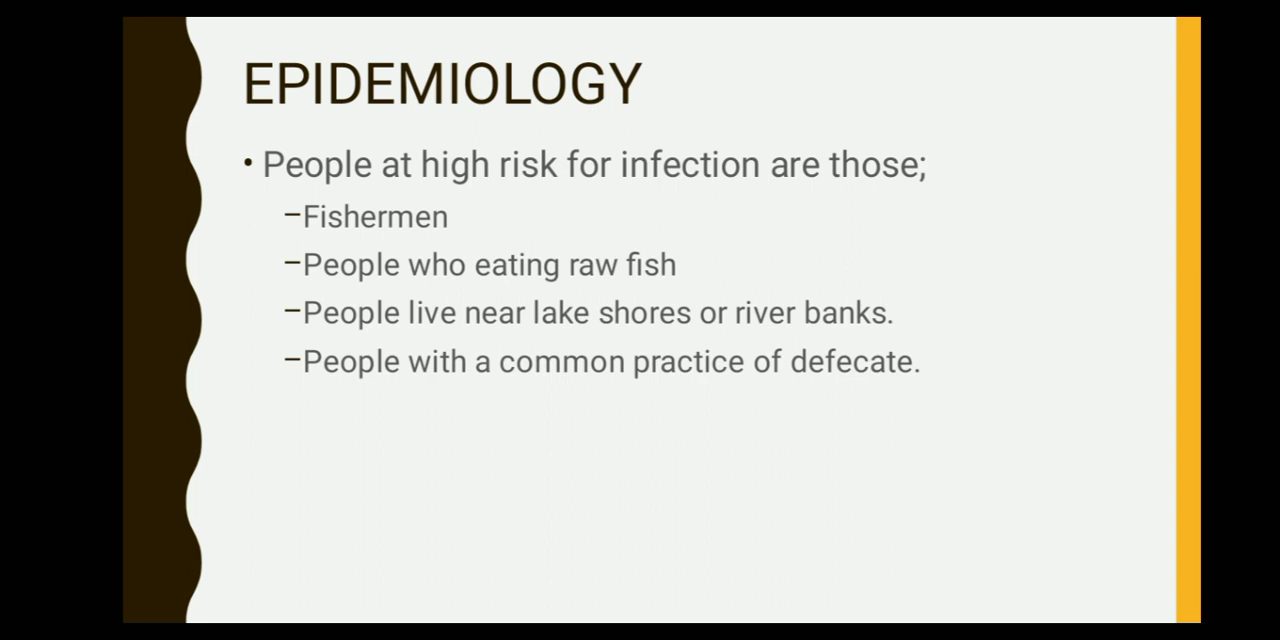 EPIDEMIOLOGY
• People at high risk for infection are those;
–Fishermen
–People who eating raw fish
–People live near lake shores or river banks.
–People with a common practice of defecate.